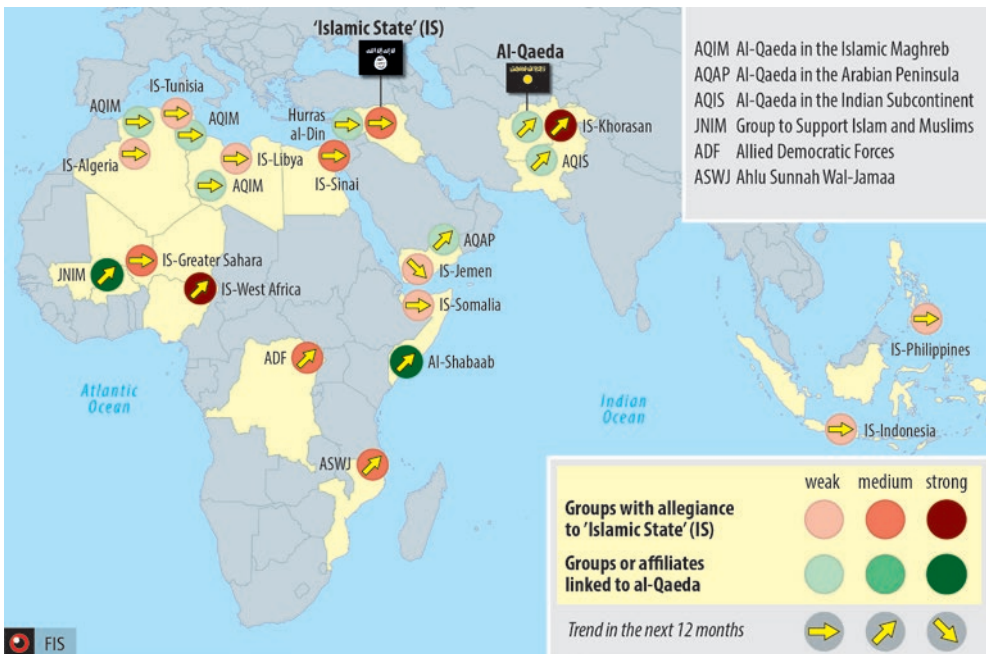 'Islamic State' (IS)
Al-Qaeda
AQIM Al-Qaeda in the Islamic Maghreb
AQAP Al-Qaeda in the Arabian Peninsula
AQIS Al-Qaeda in the Indian Subcontinent
JNIM Group to Support Islam and Muslims
ADF Allied Democratic Forces
ASWJ Ahlu Sunnah Wal-Jamaa
IS-Tunisia
AQIM
AQIM
Hurras
al-Din
IS-Khorasan
IS-Algeria
IS-Libya
AQIM
IS-Sinai
AQIS
AQAP
IS-Jemen
IS-Greater Sahara
JNIM
IS-West Africa
IS-Somalia
IS-Philippines
ADF
Al-Shabaab
Atlantic
Ocean
Indian
Ocean
IS-Indonesia
ASWJ
weak medium strong
Groups with allegiance
to 'Islamic State' (IS)
Groups or affiliates
linked to al-Qaeda
Trend in the next 12 months
FIS